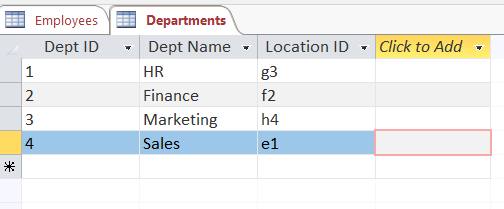 Employees Departments
Dept ID Dept Name Location ID Click to Add
1 HR g3
2 Finance f2
3 Marketing h4
4 Sales e1